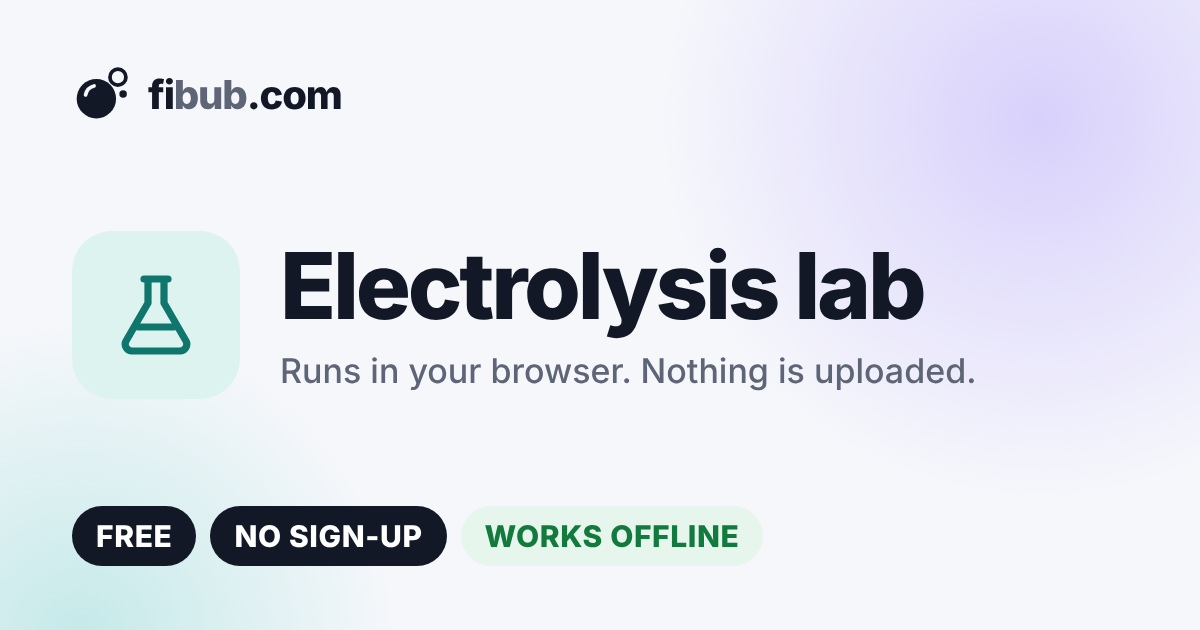 fibub.com
Electrolysis lab
Runs in your browser. Nothing is uploaded.
FREE NO SIGN-UP WORKS OFFLINE